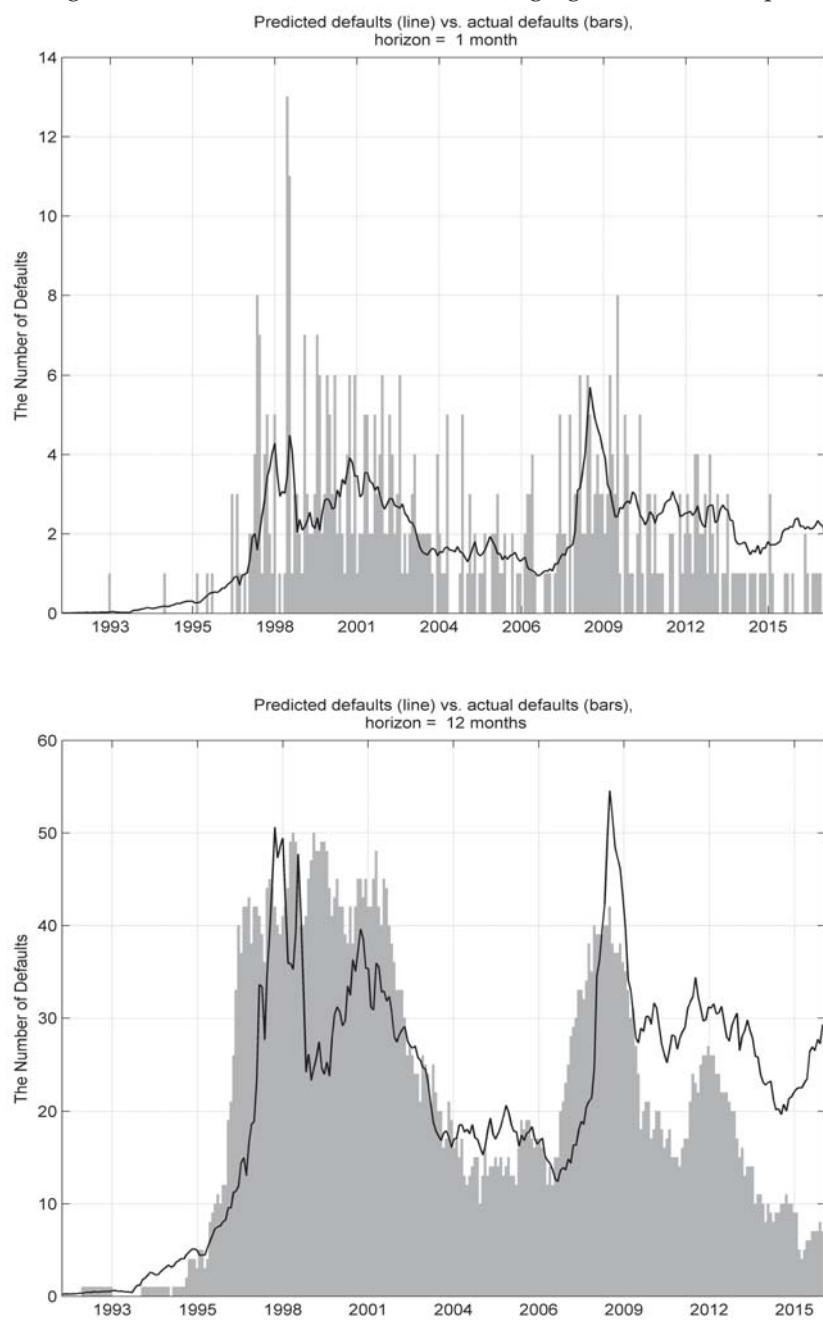 Predicted defaults (line) vs. actual defaults (bars),
horizon = 1 month
14
12
10
8
6
4
2
0
The Number of Defaults
1993 1995 1998 2001 2004 2006 2009 2012 2015
Predicted defaults (line) vs. actual defaults (bars),
horizon = 12 months
60
50
40
30
20
10
0
The Number of Defaults
1993 1995 1998 2001 2004 2006 2009 2012 2015